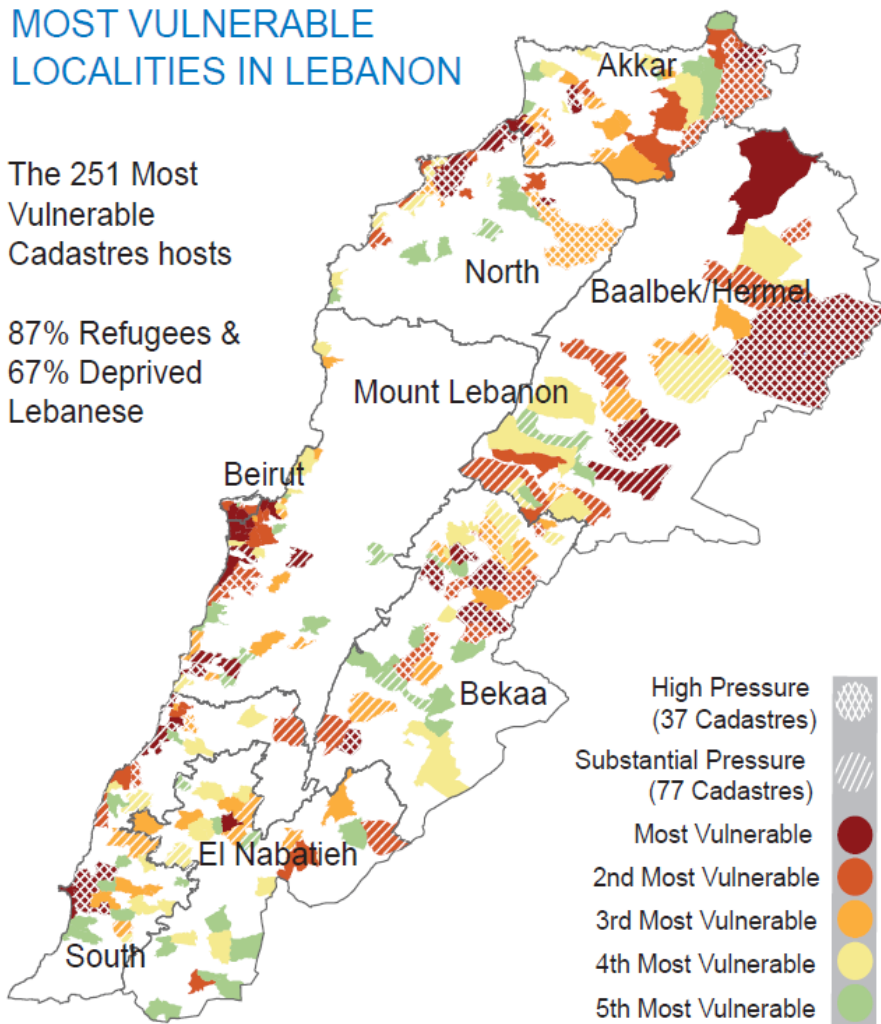 MOST VULNERABLE
LOCALITIES IN LEBANON
The 251 Most
Vulnerable
Cadastres hosts
87% Refugees &
67% Deprived
Lebanese
Akkar
North
Baalbek/Hermel
Mount Lebanon
Beirut
Bekaa
El Nabatieh
South
High Pressure
(37 Cadastres)
Substantial Pressure
(77 Cadastres)
Most Vulnerable
2nd Most Vulnerable
3rd Most Vulnerable
4th Most Vulnerable
5th Most Vulnerable